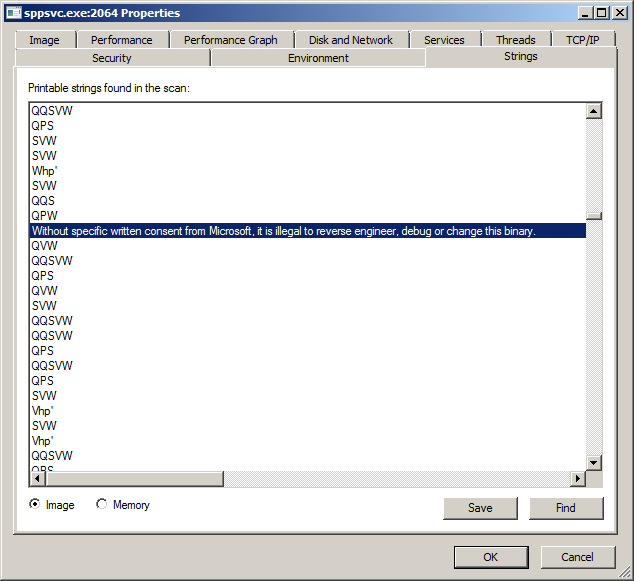 sppsvc.exe:2064 Properties
Image Performance Performance Graph Disk and Network Services Threads TCP/IP
Security Environment Strings
Printable strings found in the scan:
QQSVW
QPS
SVW
SVW
Whp'
SVW
QQS
QPW
Without specific written consent from Microsoft, it is illegal to reverse engineer, debug or change this binary.
QVW
QQSVW
QPS
QVW
SVW
QQSVW
QQSVW
QPS
QQSVW
QPS
SVW
Vhp'
SVW
Vhp'
QQSVW
QPS
Image Memory Save Find
OK Cancel